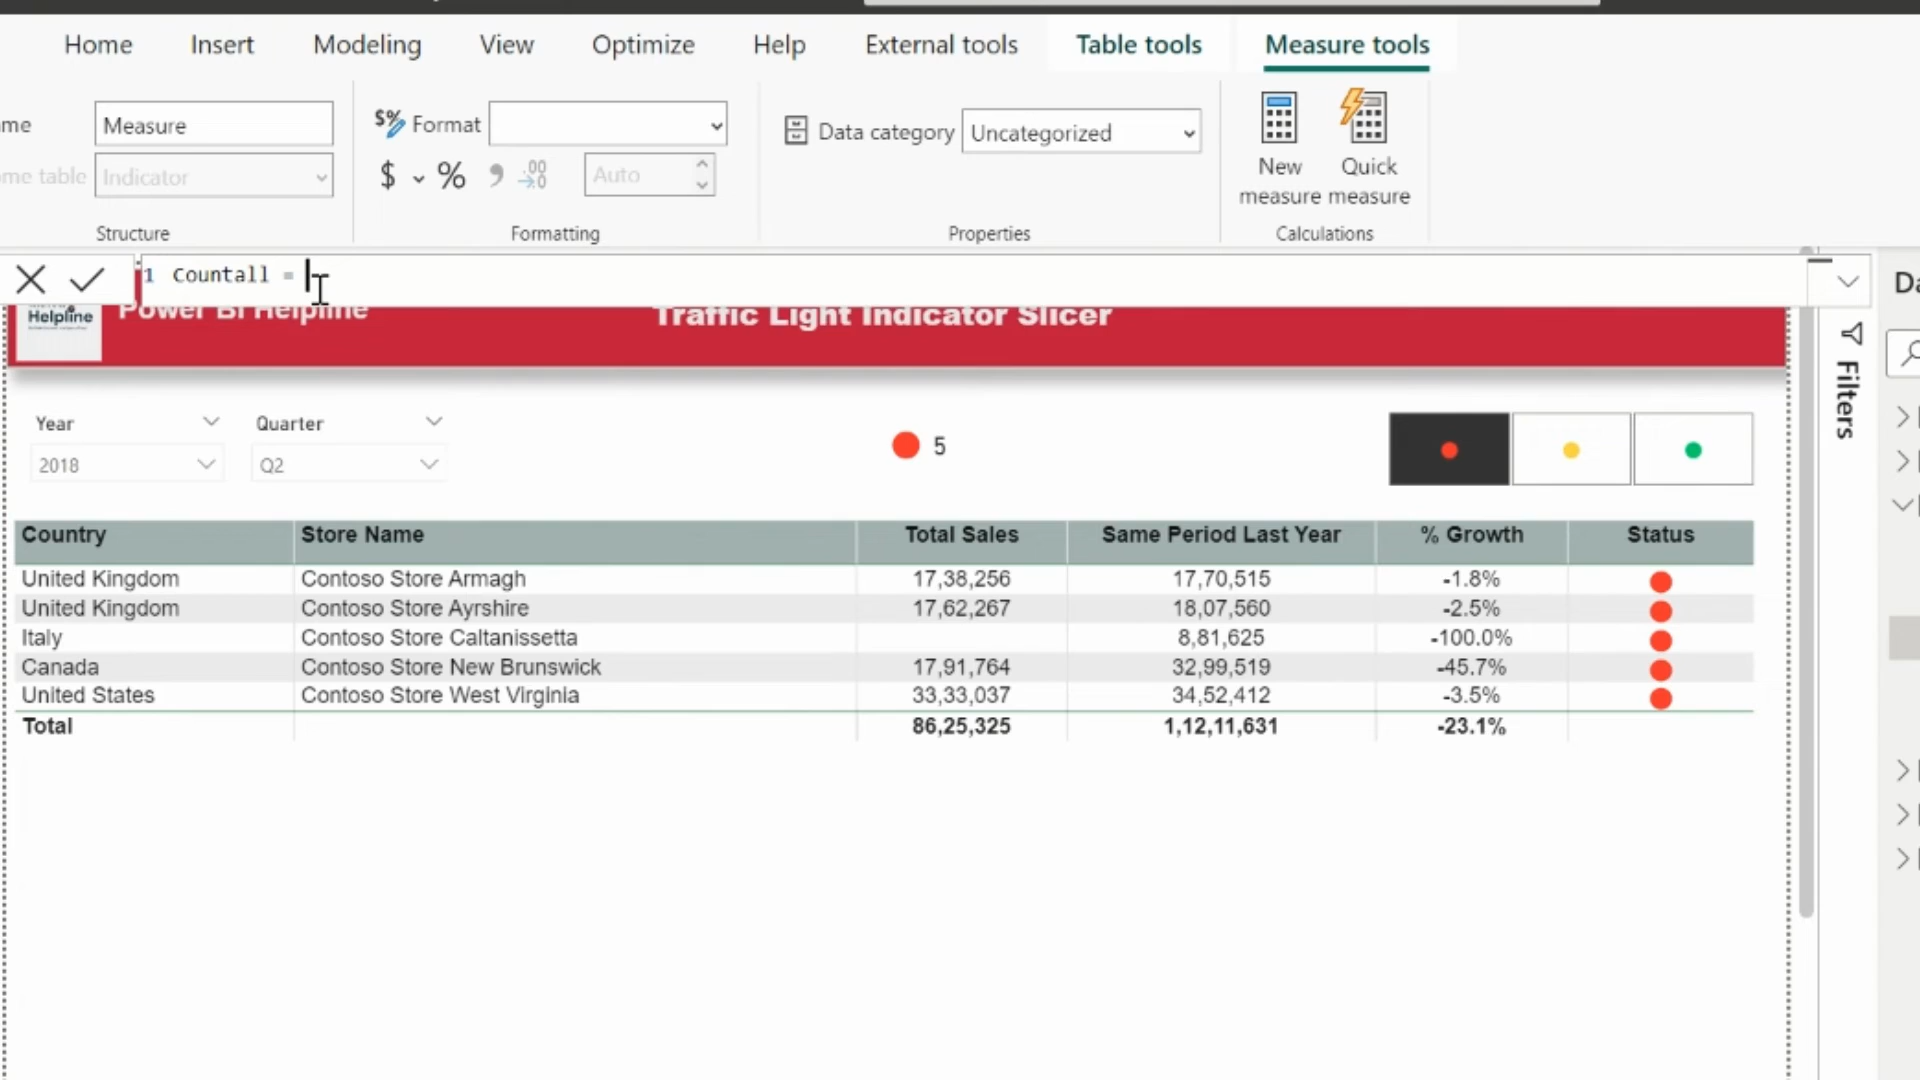 Home Insert Modeling View Optimize Help External tools Table tools Measure tools
me Measure $% Format Data category Uncategorized
me table Indicator $ % , .00 →.0 Auto
New measure Quick measure
Structure Formatting Properties Calculations
1 Countall =
Da
Helpline Power BI Helpline Traffic Light Indicator Slicer
Filters
Year Quarter
2018 Q2 5
Country Store Name Total Sales Same Period Last Year % Growth Status
United Kingdom Contoso Store Armagh 17,38,256 17,70,515 -1.8%
United Kingdom Contoso Store Ayrshire 17,62,267 18,07,560 -2.5%
Italy Contoso Store Caltanissetta 8,81,625 -100.0%
Canada Contoso Store New Brunswick 17,91,764 32,99,519 -45.7%
United States Contoso Store West Virginia 33,33,037 34,52,412 -3.5%
Total 86,25,325 1,12,11,631 -23.1%